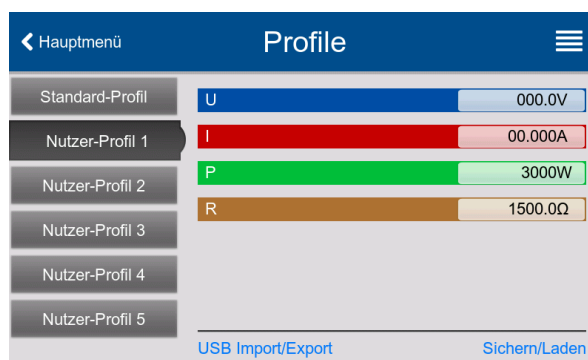 Hauptmenü
Profile
Standard-Profil
Nutzer-Profil 1
Nutzer-Profil 2
Nutzer-Profil 3
Nutzer-Profil 4
Nutzer-Profil 5
U 000.0V
I 00.000A
P 3000W
R 1500.0Ω
USB Import/Export Sichern/Laden